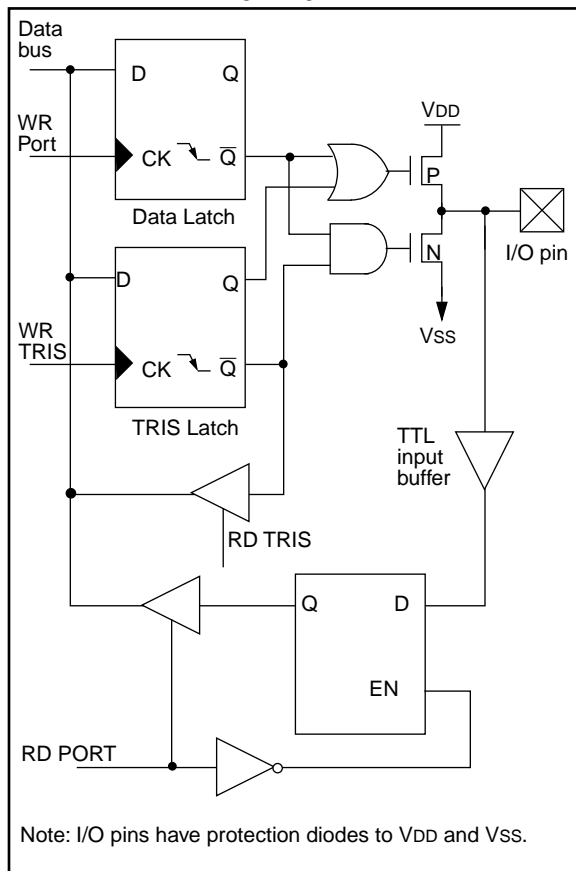 Data
bus
D
Q
WR
Port
CK
Q
VDD
P
Data Latch
I/O pin
N
D
Q
WR
TRIS
VSS
CK
Q
TRIS Latch
TTL
input
buffer
RD TRIS
Q
D
EN
RD PORT
Note: I/O pins have protection diodes to VDD and VSS.